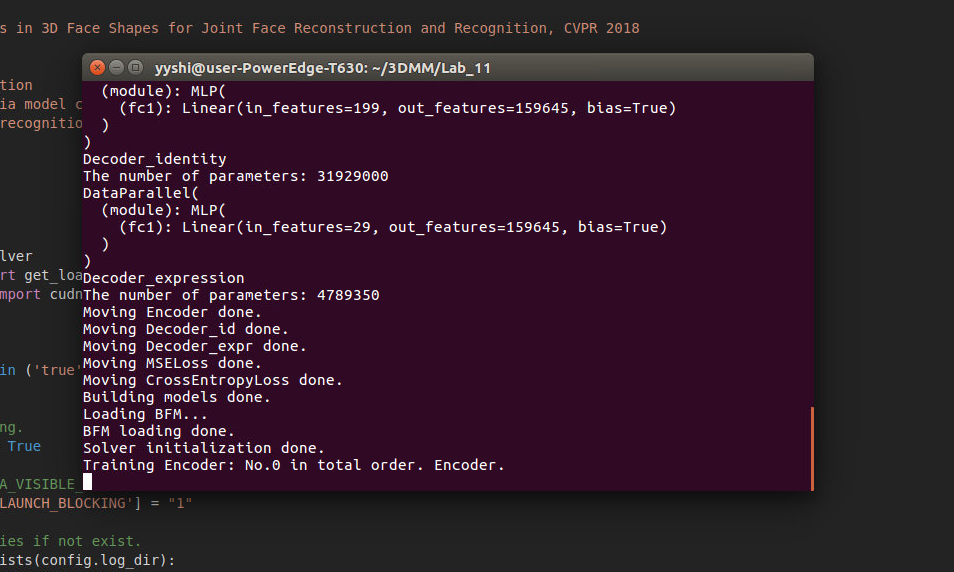 s in 3D Face Shapes for Joint Face Reconstruction and Recognition, CVPR 2018
yyshi@user-PowerEdge-T630: ~/3DMM/Lab_11
tion
ia model c
recognitio
lver
rt get_loa
mport cudn
in ('true'
ng.
True
A_VISIBLE_
LAUNCH_BLOCKING'] = "1"
ies if not exist.
ists(config.log_dir):
(module): MLP(
(fc1): Linear(in_features=199, out_features=159645, bias=True)
)
)
Decoder_identity
The number of parameters: 31929000
DataParallel(
(module): MLP(
(fc1): Linear(in_features=29, out_features=159645, bias=True)
)
)
Decoder_expression
The number of parameters: 4789350
Moving Encoder done.
Moving Decoder_id done.
Moving Decoder_expr done.
Moving MSELoss done.
Moving CrossEntropyLoss done.
Building models done.
Loading BFM...
BFM loading done.
Solver initialization done.
Training Encoder: No.0 in total order. Encoder.